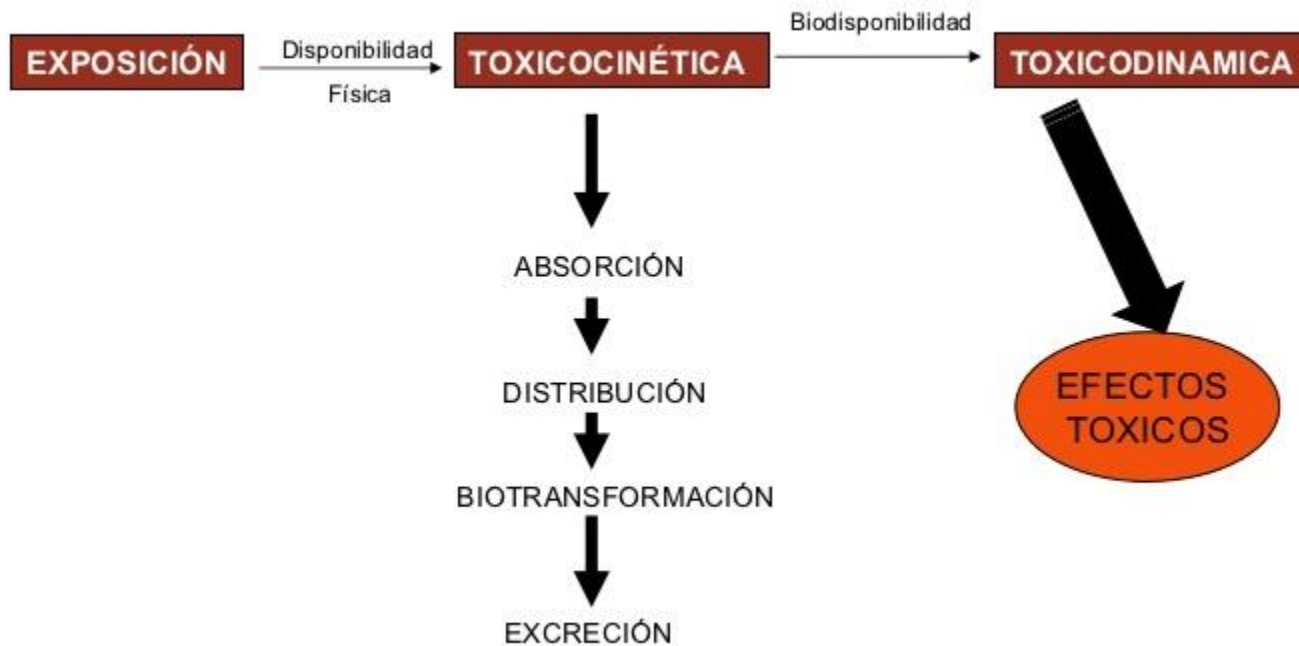 Biodisponibilidad
EXPOSICIÓN
Disponibilidad
Física
TOXICOCINÉTICA
TOXICODINAMICA
ABSORCIÓN
DISTRIBUCIÓN
BIOTRANSFORMACIÓN
EXCRECIÓN
EFECTOS
TOXICOS